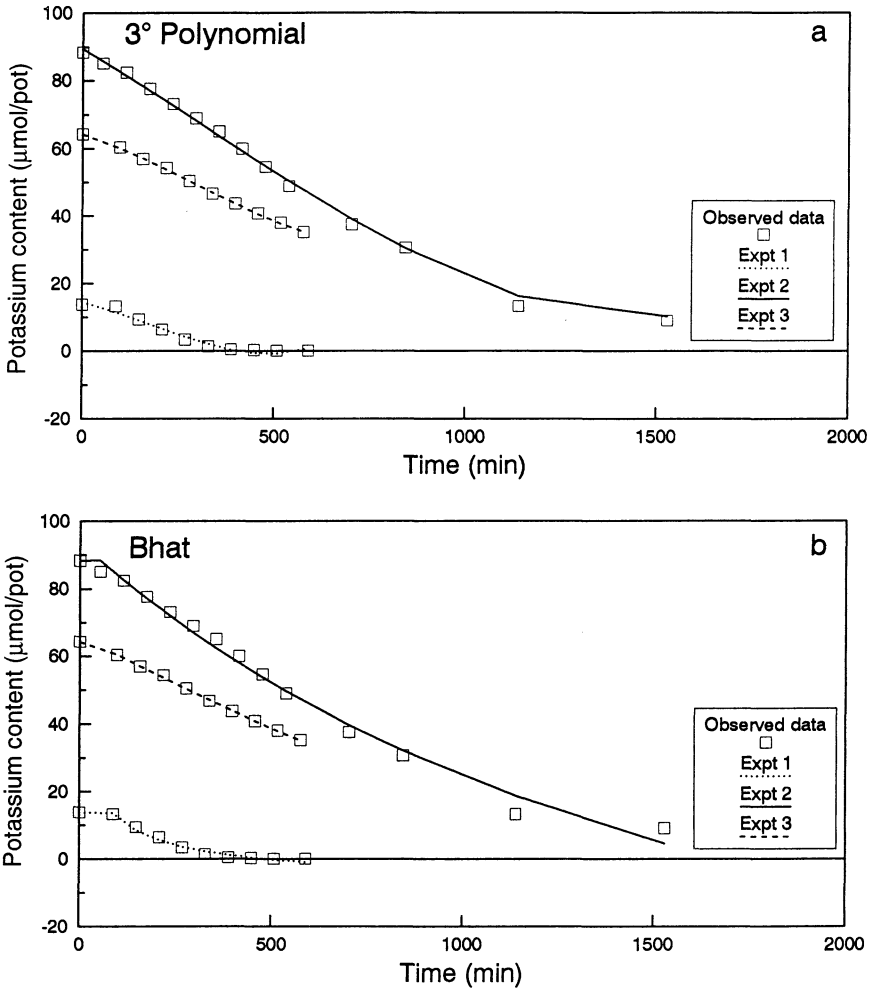 3° Polynomial
a
100
80
60
40
20
0
-20
Potassium content (µmol/pot)
0
500
1000
1500
2000
Time (min)
Observed data
Expt 1
Expt 2
Expt 3
Bhat
b
100
80
60
40
20
0
-20
Potassium content (µmol/pot)
0
500
1000
1500
2000
Time (min)
Observed data
Expt 1
Expt 2
Expt 3